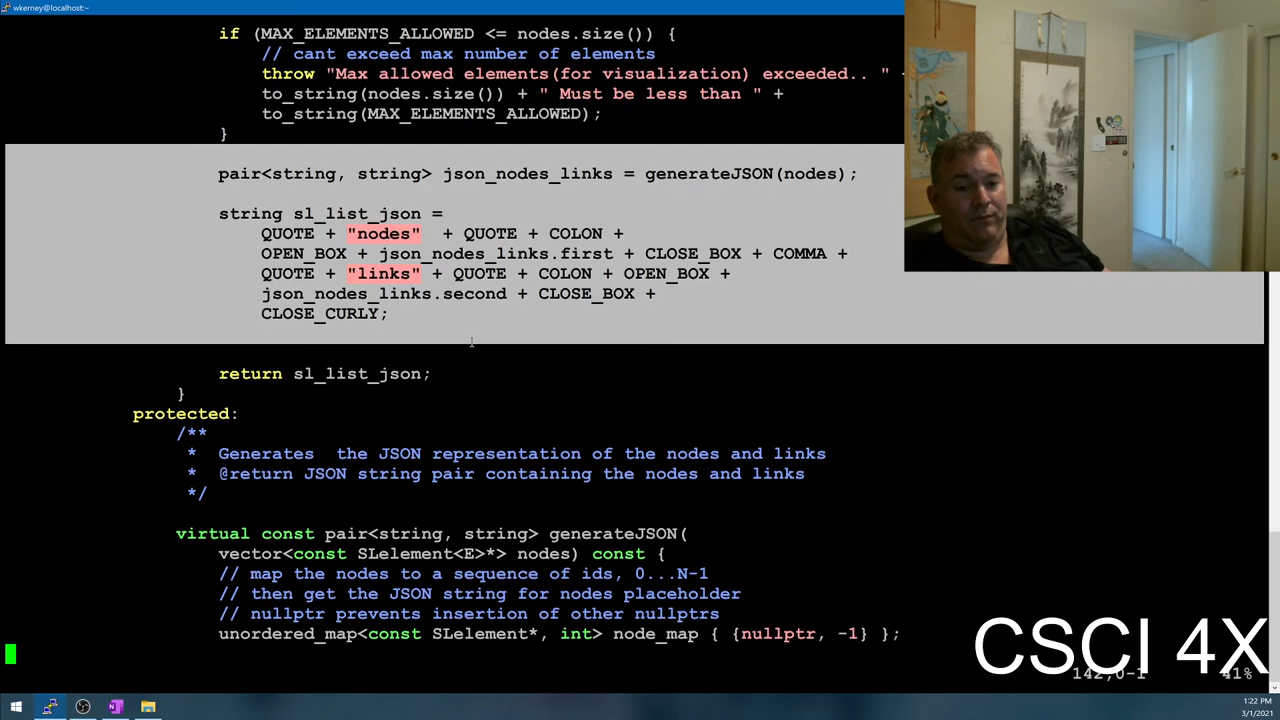 wkerney@localhost:~
if (MAX_ELEMENTS_ALLOWED <= nodes.size()) {
// cant exceed max number of elements
throw "Max allowed elements(for visualization) exceeded.. "
to_string(nodes.size()) + " Must be less than " +
to_string(MAX_ELEMENTS_ALLOWED);
}
pair<string, string> json_nodes_links = generateJSON(nodes);
string sl_list_json =
QUOTE + "nodes"  + QUOTE + COLON +
OPEN_BOX + json_nodes_links.first + CLOSE_BOX + COMMA +
QUOTE + "links" + QUOTE + COLON + OPEN_BOX +
json_nodes_links.second + CLOSE_BOX +
CLOSE_CURLY;
return sl_list_json;
}
protected:
/**
*  Generates  the JSON representation of the nodes and links
*  @return JSON string pair containing the nodes and links
*/
virtual const pair<string, string> generateJSON(
vector<const SLelement<E>*> nodes) const {
// map the nodes to a sequence of ids, 0...N-1
// then get the JSON string for nodes placeholder
// nullptr prevents insertion of other nullptrs
unordered_map<const SLelement*, int> node_map { {nullptr, -1} };
CSCI 4X
142,0-1 41%
1:22 PM
3/1/2021